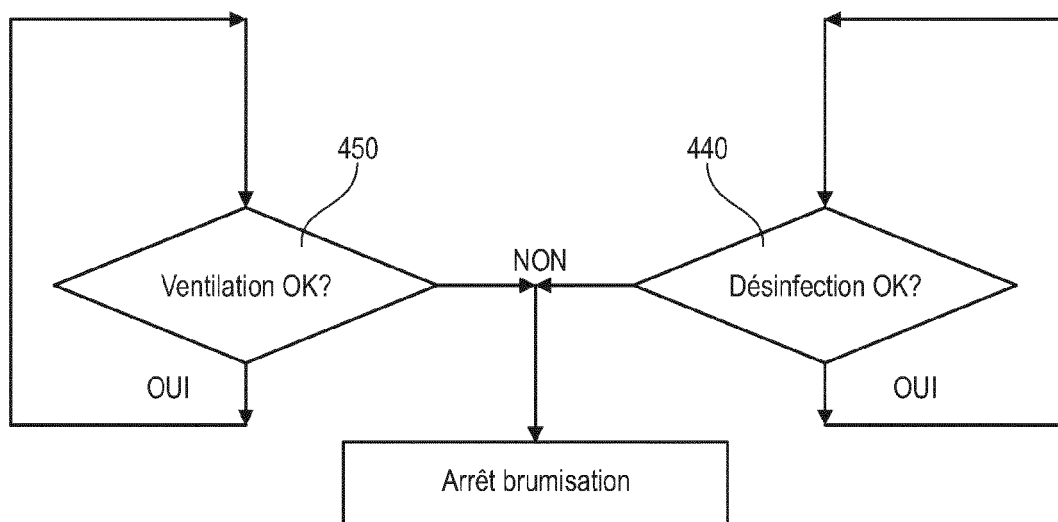 450
440
NON
Ventilation OK?
Désinfection OK?
OUI
OUI
Arrêt brumisation